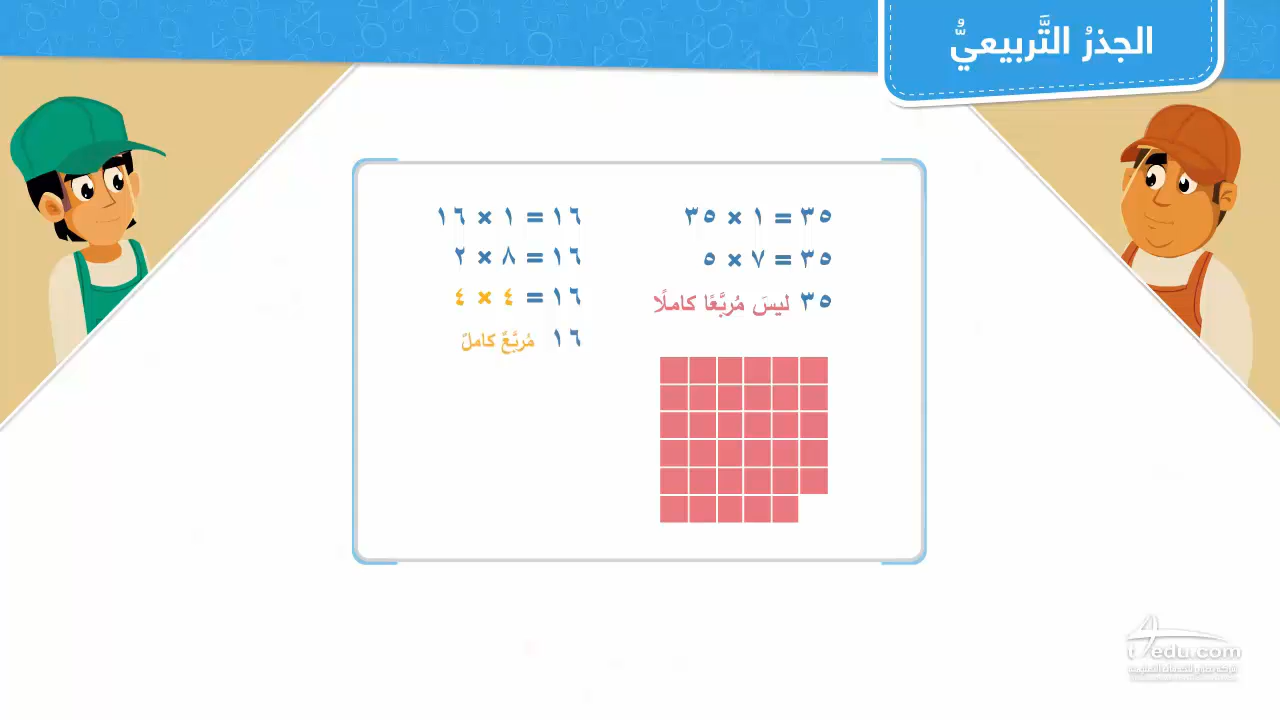 الجذرُ التَّربيعيُّ
٣٥ = ١ × ٣٥
٣٥ = ٧ × ٥
٣٥ ليسَ مُربَّعًا كاملًا
١٦ = ١ × ١٦
١٦ = ٨ × ٢
١٦ = ٤ × ٤
١٦ مُربَّعٌ كاملٌ
edu.com